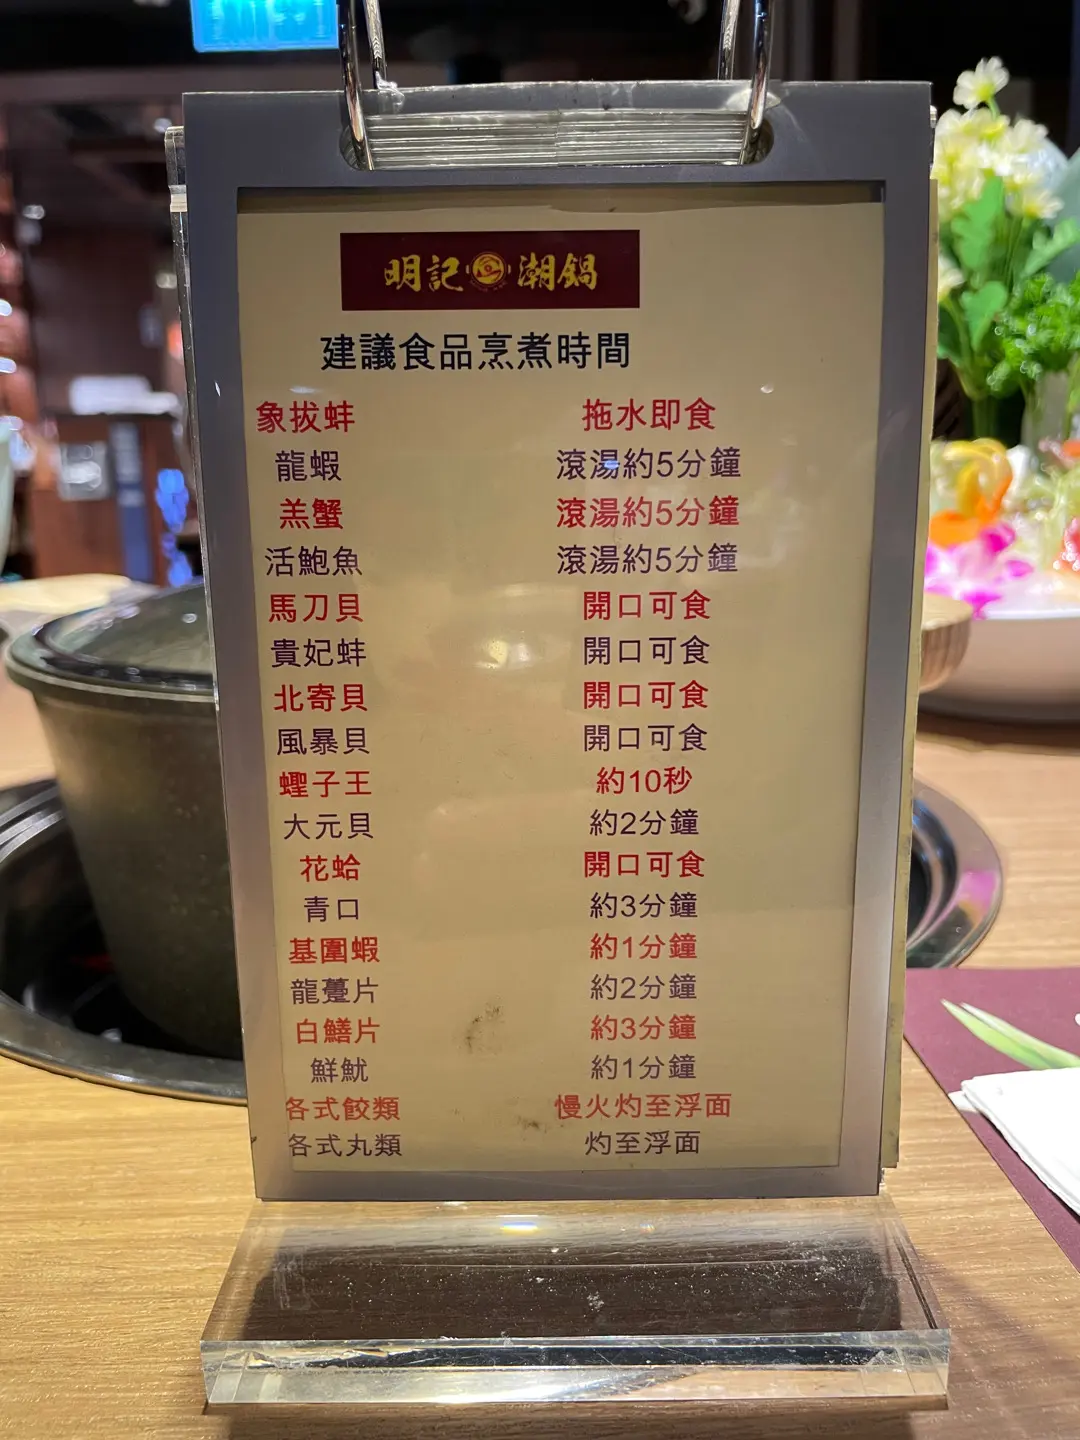 明記 潮鍋
建議食品烹煮時間
象拔蚌 拖水即食
龍蝦 滾湯約5分鐘
羔蟹 滾湯約5分鐘
活鮑魚 滾湯約5分鐘
馬刀貝 開口可食
貴妃蚌 開口可食
北寄貝 開口可食
風暴貝 開口可食
蟶子王 約10秒
大元貝 約2分鐘
花蛤 開口可食
青口 約3分鐘
基圍蝦 約1分鐘
龍躉片 約2分鐘
白鱔片 約3分鐘
鮮魷 約1分鐘
各式餃類 慢火灼至浮面
各式丸類 灼至浮面